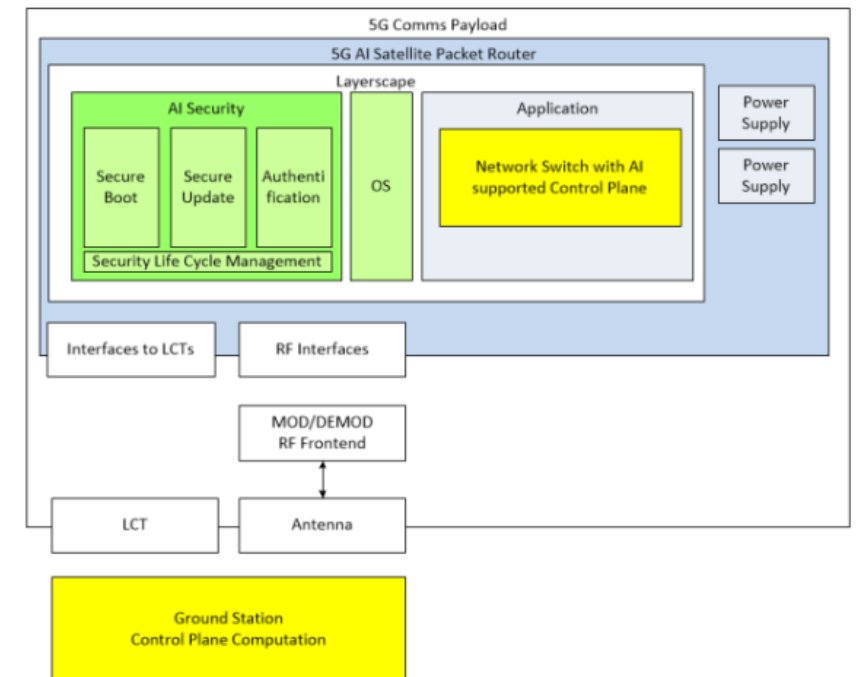 5G Comms Payload
5G AI Satellite Packet Router
Layerscape
AI Security
Secure
Boot
Secure
Update
Authenti
fication
Security Life Cycle Management
OS
Application
Network Switch with AI
supported Control Plane
Power
Supply
Power
Supply
Interfaces to LCTs
RF Interfaces
MOD/DEMOD
RF Frontend
LCT
Antenna
Ground Station
Control Plane Computation